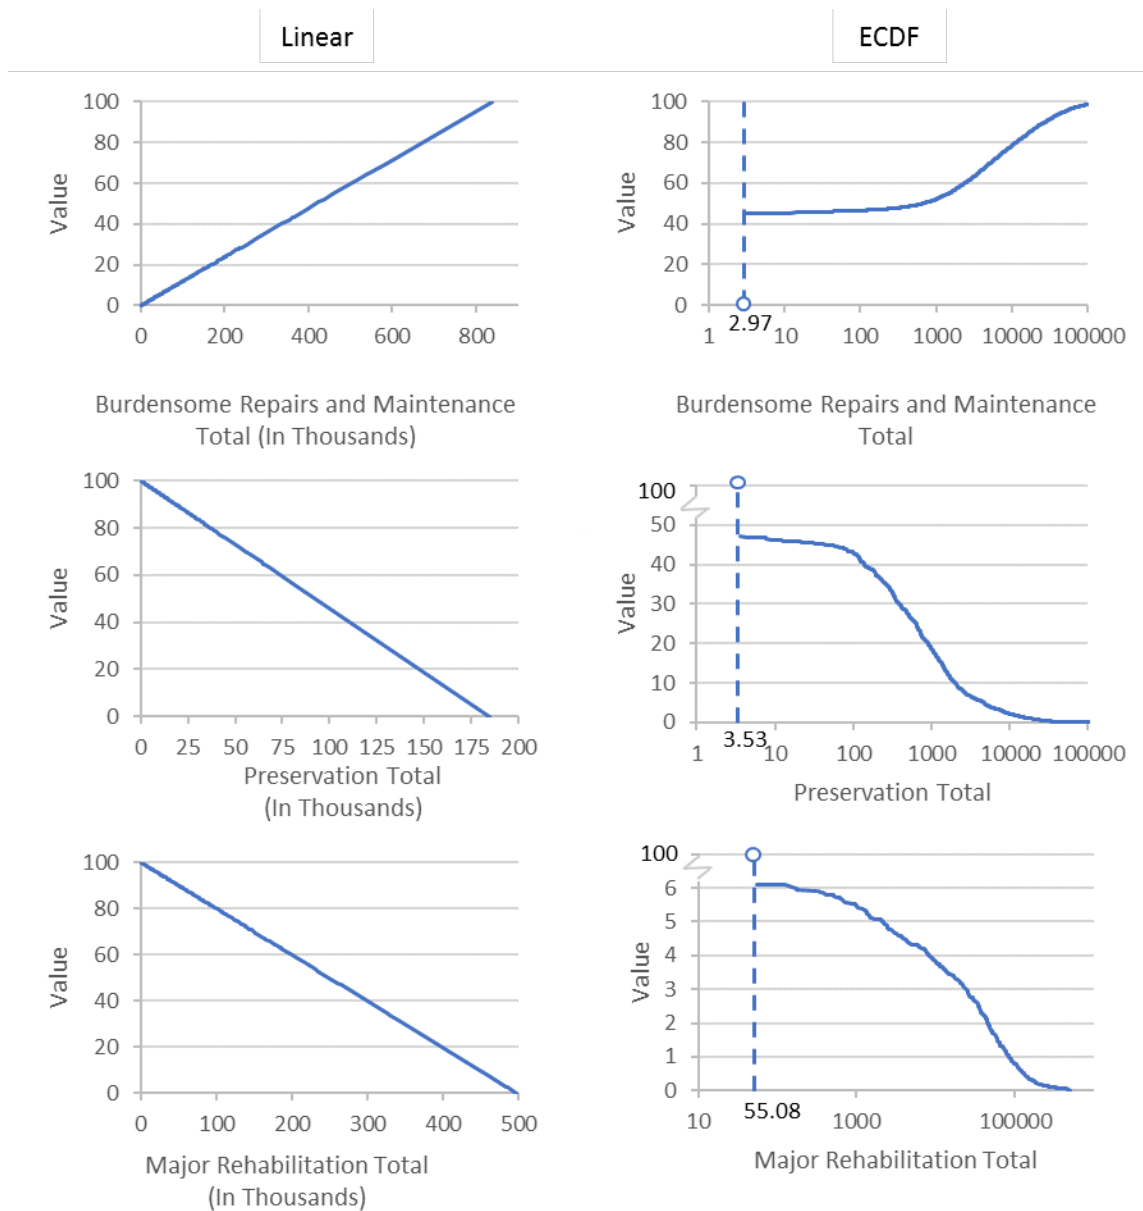 Linear
ECDF
100
80
60
40
20
0
Value
0 200 400 600 800
Burdensome Repairs and Maintenance
Total (In Thousands)
100
80
60
40
20
0
Value
2.97
1 10 100 1000 10000 100000
Burdensome Repairs and Maintenance
Total
100
80
60
40
20
0
Value
0 25 50 75 100 125 150 175 200
Preservation Total
(In Thousands)
100
50
40
30
20
10
0
Value
3.53
1 10 100 1000 10000 100000
Preservation Total
100
80
60
40
20
0
Value
0 100 200 300 400 500
Major Rehabilitation Total
(In Thousands)
100
6
5
4
3
2
1
0
Value
55.08
10 1000 100000
Major Rehabilitation Total